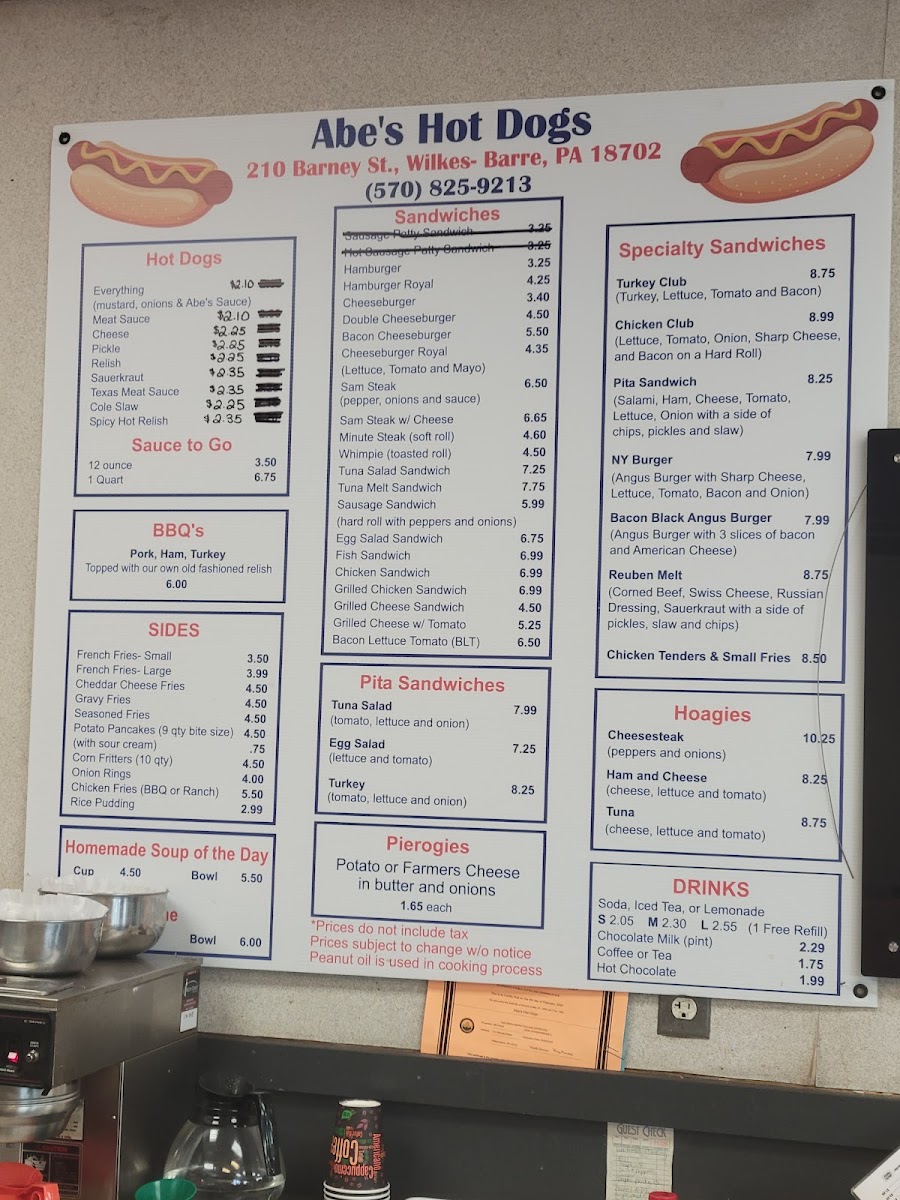 Abe's Hot Dogs
210 Barney St., Wilkes- Barre, PA 18702
(570) 825-9213
Hot Dogs
Everything $2.10
(mustard, onions & Abe's Sauce)
Meat Sauce $2.10
Cheese $2.25
Pickle $2.25
Relish $2.25
Sauerkraut $2.35
Texas Meat Sauce $2.35
Cole Slaw $2.25
Spicy Hot Relish $2.35
Sauce to Go
12 ounce 3.50
1 Quart 6.75
BBQ's
Pork, Ham, Turkey
Topped with our own old fashioned relish
6.00
SIDES
French Fries- Small 3.50
French Fries- Large 3.99
Cheddar Cheese Fries 4.50
Gravy Fries 4.50
Seasoned Fries 4.50
Potato Pancakes (9 qty bite size) 4.50
(with sour cream) .75
Corn Fritters (10 qty) 4.50
Onion Rings 4.00
Chicken Fries (BBQ or Ranch) 5.50
Rice Pudding 2.99
Homemade Soup of the Day
Cup 4.50 Bowl 5.50
Bowl 6.00
Sandwiches
Sausage Patty Sandwich 3.25
Hot Sausage Patty Sandwich 3.25
Hamburger 3.25
Hamburger Royal 4.25
Cheeseburger 3.40
Double Cheeseburger 4.50
Bacon Cheeseburger 5.50
Cheeseburger Royal 4.35
(Lettuce, Tomato and Mayo)
Sam Steak 6.50
(pepper, onions and sauce)
Sam Steak w/ Cheese 6.65
Minute Steak (soft roll) 4.60
Whimpie (toasted roll) 4.50
Tuna Salad Sandwich 7.25
Tuna Melt Sandwich 7.75
Sausage Sandwich 5.99
(hard roll with peppers and onions)
Egg Salad Sandwich 6.75
Fish Sandwich 6.99
Chicken Sandwich 6.99
Grilled Chicken Sandwich 6.99
Grilled Cheese Sandwich 4.50
Grilled Cheese w/ Tomato 5.25
Bacon Lettuce Tomato (BLT) 6.50
Pita Sandwiches
Tuna Salad 7.99
(tomato, lettuce and onion)
Egg Salad 7.25
(lettuce and tomato)
Turkey 8.25
(tomato, lettuce and onion)
Pierogies
Potato or Farmers Cheese
in butter and onions
1.65 each
*Prices do not include tax
Prices subject to change w/o notice
Peanut oil is used in cooking process
Specialty Sandwiches
Turkey Club 8.75
(Turkey, Lettuce, Tomato and Bacon)
Chicken Club 8.99
(Lettuce, Tomato, Onion, Sharp Cheese,
and Bacon on a Hard Roll)
Pita Sandwich 8.25
(Salami, Ham, Cheese, Tomato,
Lettuce, Onion with a side of
chips, pickles and slaw)
NY Burger 7.99
(Angus Burger with Sharp Cheese,
Lettuce, Tomato, Bacon and Onion)
Bacon Black Angus Burger 7.99
(Angus Burger with 3 slices of bacon
and American Cheese)
Reuben Melt 8.75
(Corned Beef, Swiss Cheese, Russian
Dressing, Sauerkraut with a side of
pickles, slaw and chips)
Chicken Tenders & Small Fries 8.50
Hoagies
Cheesesteak 10.25
(peppers and onions)
Ham and Cheese 8.25
(cheese, lettuce and tomato)
Tuna 8.75
(cheese, lettuce and tomato)
DRINKS
Soda, Iced Tea, or Lemonade
S 2.05 M 2.30 L 2.55 (1 Free Refill)
Chocolate Milk (pint) 2.29
Coffee or Tea 1.75
Hot Chocolate 1.99
GUEST CHECK
Coffee
Cappuccino
Americano